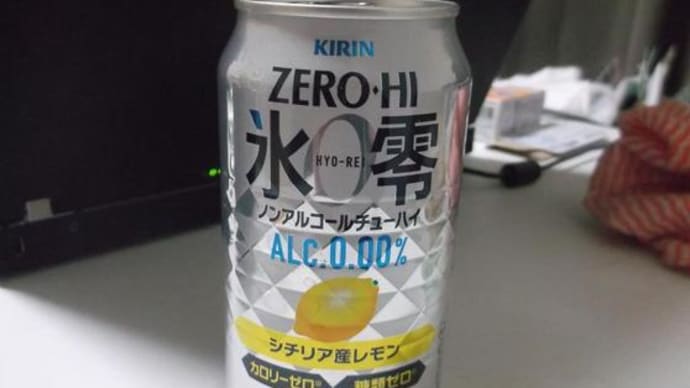 KIRIN
ZERO-HI
氷零
HYO-REI
ノンアルコールチューハイ
ALC.0.00%
シチリア産レモン
カロリーゼロ※ 糖類ゼロ※